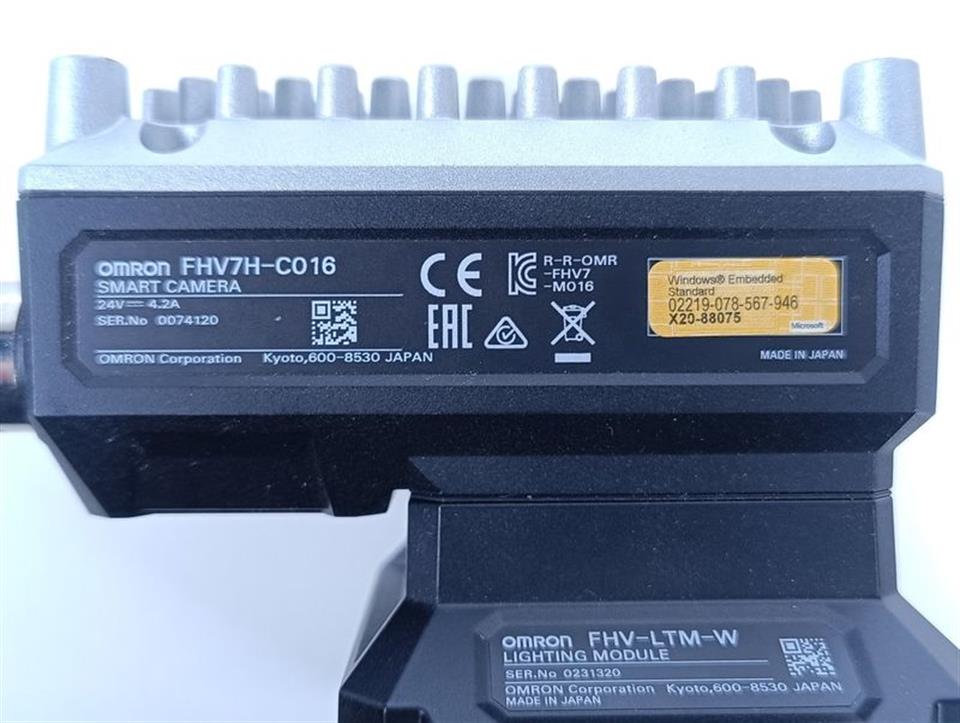 OMRON FHV7H-C016
SMART CAMERA
24V⎓ 4.2A
SER.No 0074120
OMRON Corporation Kyoto,600-8530 JAPAN
CE
EAC
R-R-OMR
-FHV7
-M016
Windows® Embedded
Standard
02219-078-567-946
X20-88075
Microsoft
MADE IN JAPAN
OMRON FHV-LTM-W
LIGHTING MODULE
SER.No 0231320
OMRON Corporation Kyoto,600-8530 JAPAN
MADE IN JAPAN